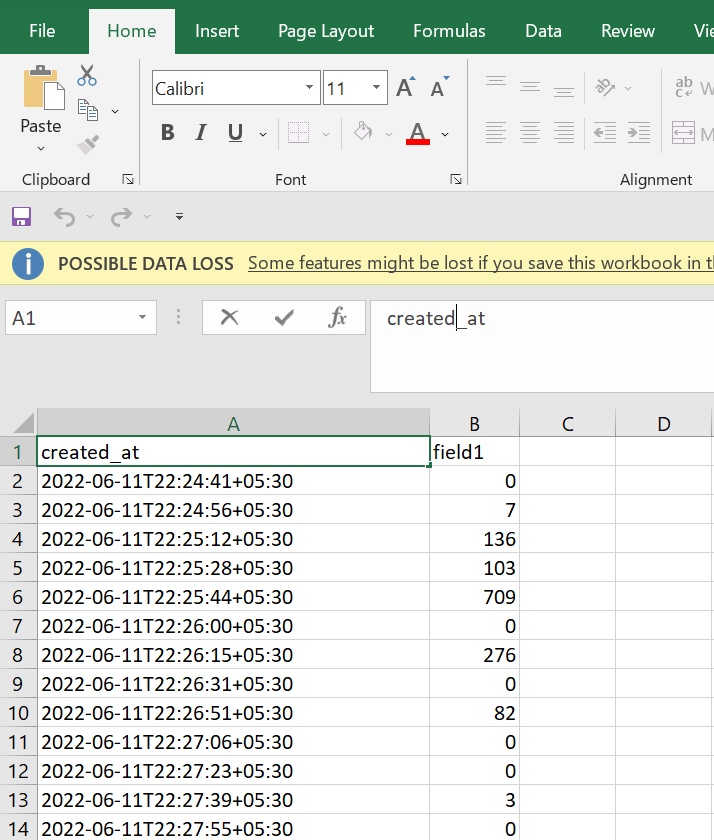 File Home Insert Page Layout Formulas Data Review Vie
Calibri 11 A A ab W
Paste B I U A M
Clipboard Font Alignment
POSSIBLE DATA LOSS Some features might be lost if you save this workbook in th
A1 fx created_at
A B C D
1 created_at field1
2 2022-06-11T22:24:41+05:30 0
3 2022-06-11T22:24:56+05:30 7
4 2022-06-11T22:25:12+05:30 136
5 2022-06-11T22:25:28+05:30 103
6 2022-06-11T22:25:44+05:30 709
7 2022-06-11T22:26:00+05:30 0
8 2022-06-11T22:26:15+05:30 276
9 2022-06-11T22:26:31+05:30 0
10 2022-06-11T22:26:51+05:30 82
11 2022-06-11T22:27:06+05:30 0
12 2022-06-11T22:27:23+05:30 0
13 2022-06-11T22:27:39+05:30 3
14 2022-06-11T22:27:55+05:30 0